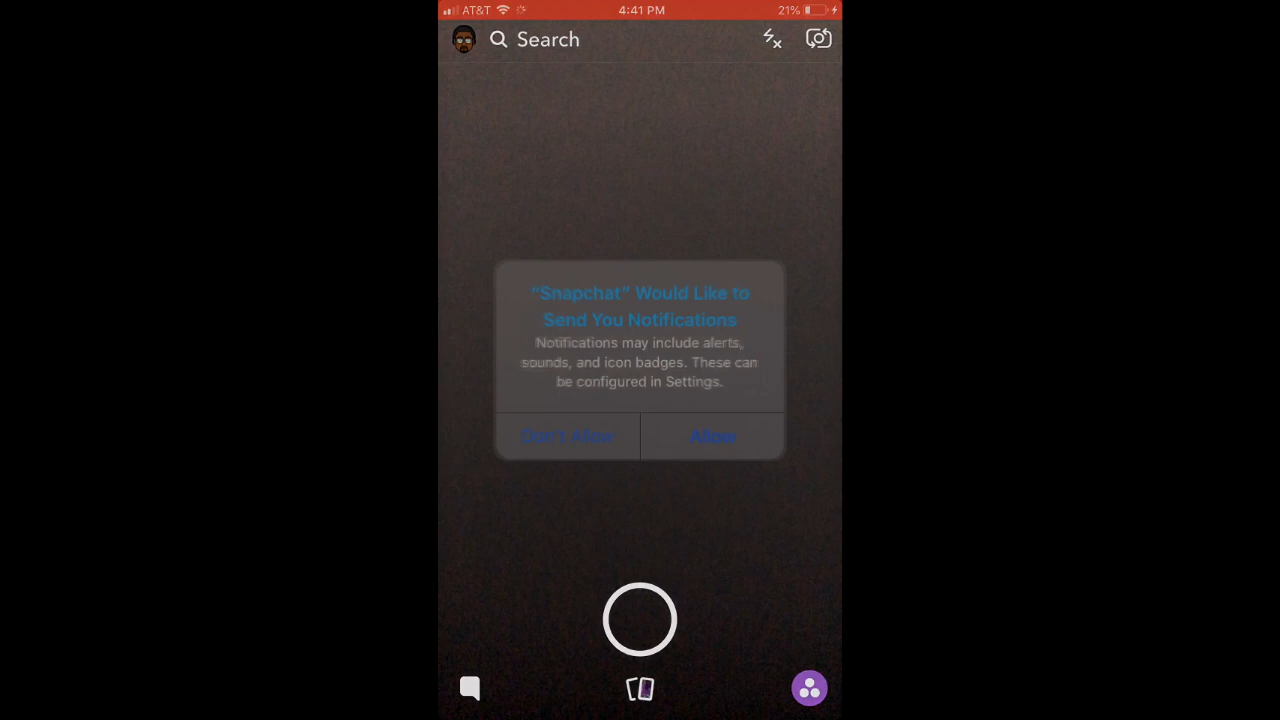 AT&T 4:41 PM 21%
Search
“Snapchat” Would Like to
Send You Notifications
Notifications may include alerts,
sounds, and icon badges. These can
be configured in Settings.
Don't Allow Allow